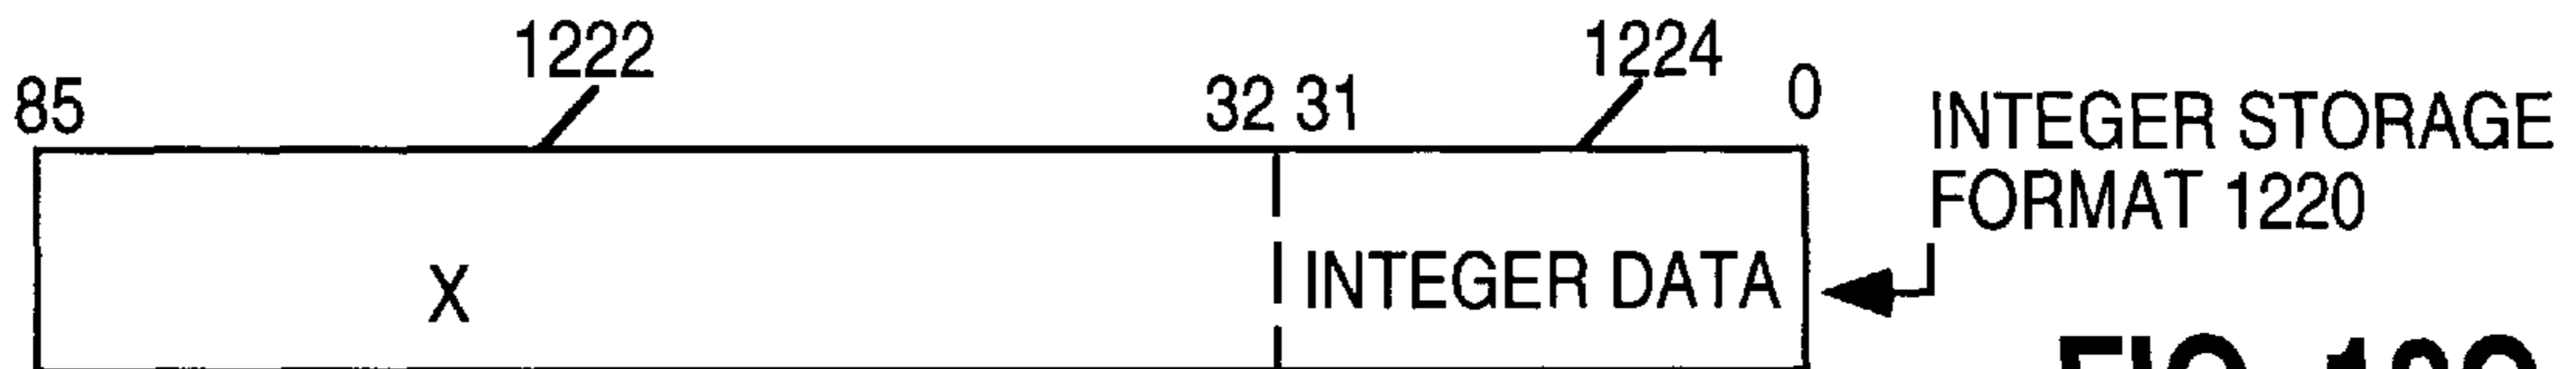 1222
1224
85
32 31
0
INTEGER STORAGE
FORMAT 1220
X
INTEGER DATA